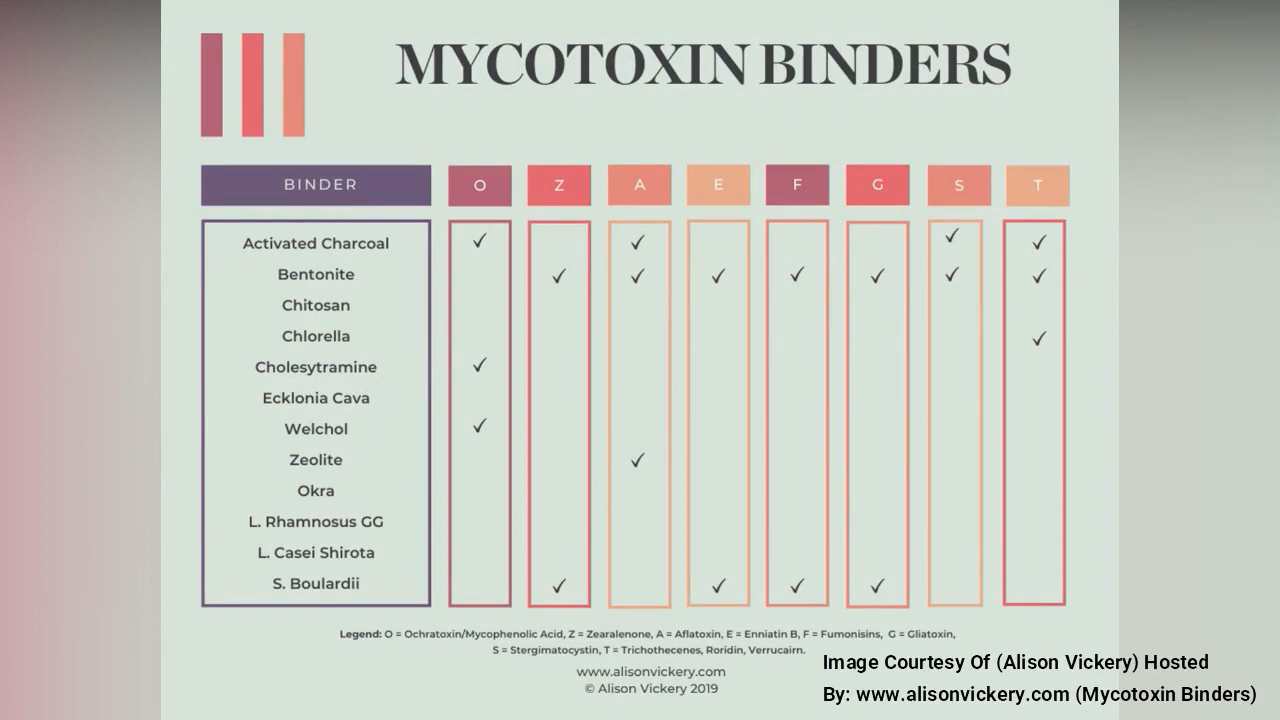 MYCOTOXIN BINDERS
BINDER O Z A E F G S T
Activated Charcoal ✓ ✓ ✓ ✓
Bentonite ✓ ✓ ✓ ✓ ✓ ✓ ✓
Chitosan
Chlorella ✓
Cholesytramine ✓
Ecklonia Cava
Welchol ✓
Zeolite ✓
Okra
L. Rhamnosus GG
L. Casei Shirota
S. Boulardii ✓ ✓ ✓ ✓
Legend: O = Ochratoxin/Mycophenolic Acid, Z = Zearalenone, A = Aflatoxin, E = Enniatin B, F = Fumonisins, G = Gliatoxin,
S = Stergimatocystin, T = Trichothecenes, Roridin, Verrucairn.
www.alisonvickery.com
© Alison Vickery 2019
Image Courtesy Of (Alison Vickery) Hosted
By: www.alisonvickery.com (Mycotoxin Binders)